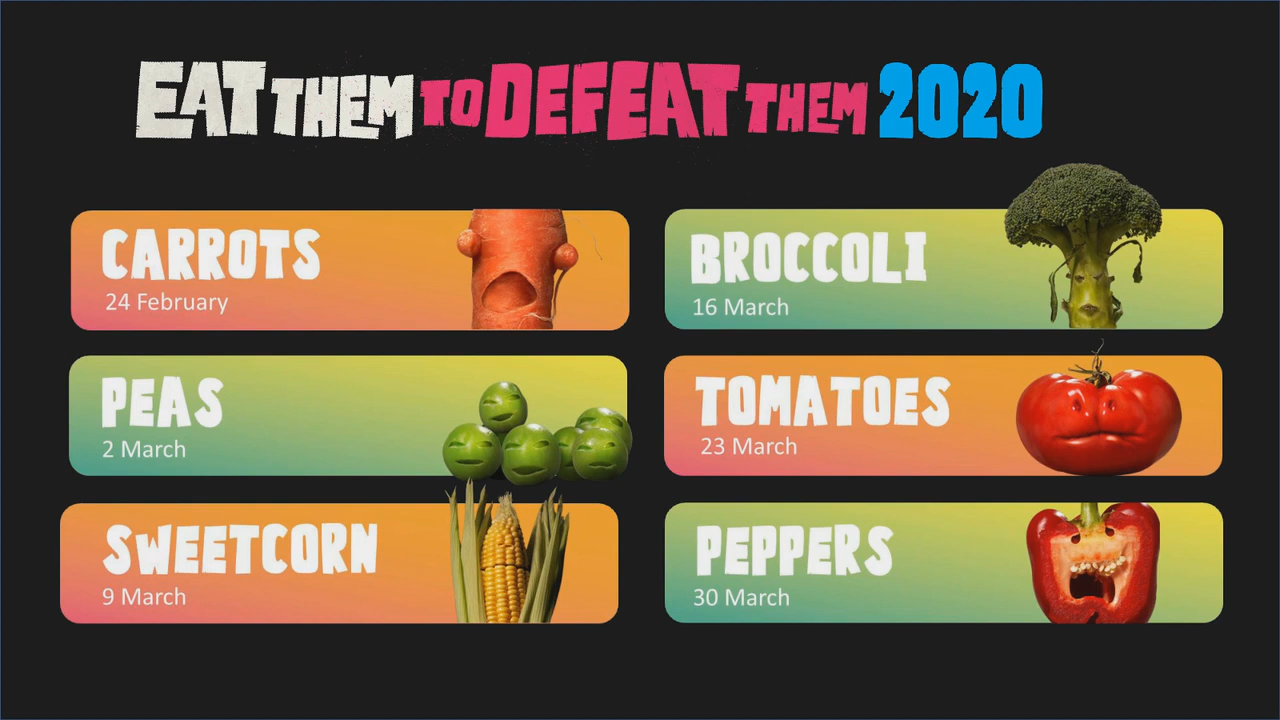 EAT THEM TO DEFEAT THEM 2020
CARROTS
24 February
PEAS
2 March
SWEETCORN
9 March
BROCCOLI
16 March
TOMATOES
23 March
PEPPERS
30 March